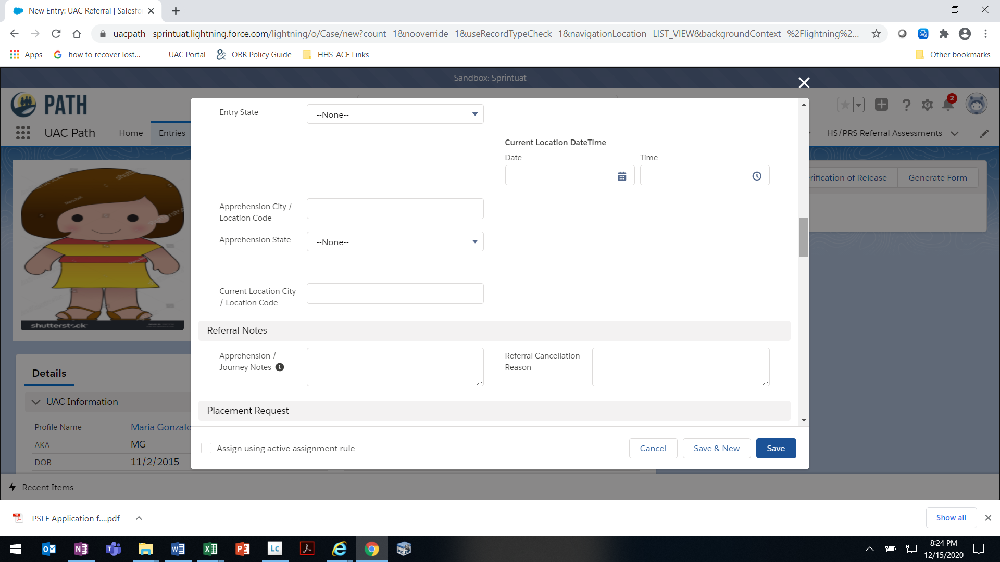 New Entry: UAC Referral | Salesfo
uacpath--sprintuat.lightning.force.com/lightning/o/Case/new?count=1&nooverride=1&useRecordTypeCheck=1&navigationLocation=LIST_VIEW&backgroundContext=%2Flightning%2...
Apps
how to recover lost...
UAC Portal
ORR Policy Guide
HHS-ACF Links
Other bookmarks
Sandbox: Sprintuat
PATH
2
UAC Path
Home
Entries
HS/PRS Referral Assessments
Entry State
--None--
Current Location DateTime
Date
Time
rification of Release
Generate Form
Apprehension City /
Location Code
Apprehension State
--None--
Current Location City
/ Location Code
shutterstock
Referral Notes
Apprehension /
Journey Notes
Referral Cancellation
Reason
Details
Placement Request
UAC Information
Profile Name
Maria Gonzale
AKA
MG
DOB
11/2/2015
Assign using active assignment rule
Cancel
Save & New
Save
Recent Items
PSLF Application f....pdf
Show all
8:24 PM
12/15/2020